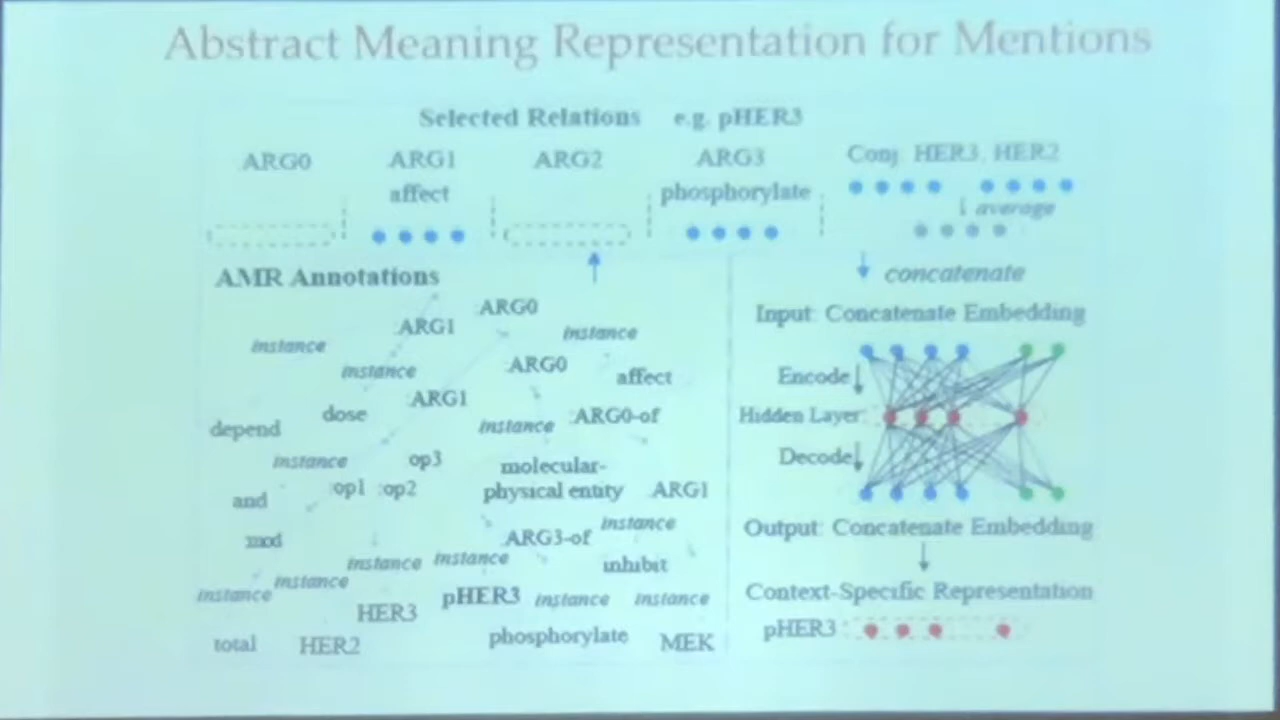 Abstract Meaning Representation for Mentions
Selected Relations e.g. pHER3
ARG0 ARG1 ARG2 ARG3 Conj. HER3, HER2
affect phosphorylate
average
AMR Annotations
concatenate
ARG0
ARG1
instance
instance
instance
ARG0
affect
dose
ARG1
instance
:ARG0-of
depend
instance
op3
molecular-
and
:op1 :op2
physical entity
ARG1
mod
ARG3-of
instance
instance
instance
inhibit
instance
instance
HER3
pHER3
instance
instance
total
HER2
phosphorylate
MEK
Input: Concatenate Embedding
Encode
Hidden Layer
Decode
Output: Concatenate Embedding
Context-Specific Representation
pHER3